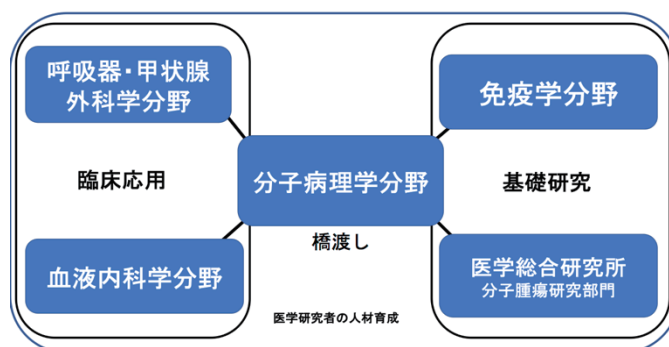 呼吸器・甲状腺
外科学分野
臨床応用
血液内科学分野
分子病理学分野
橋渡し
医学研究者の人材育成
免疫学分野
基礎研究
医学総合研究所
分子腫瘍研究部門